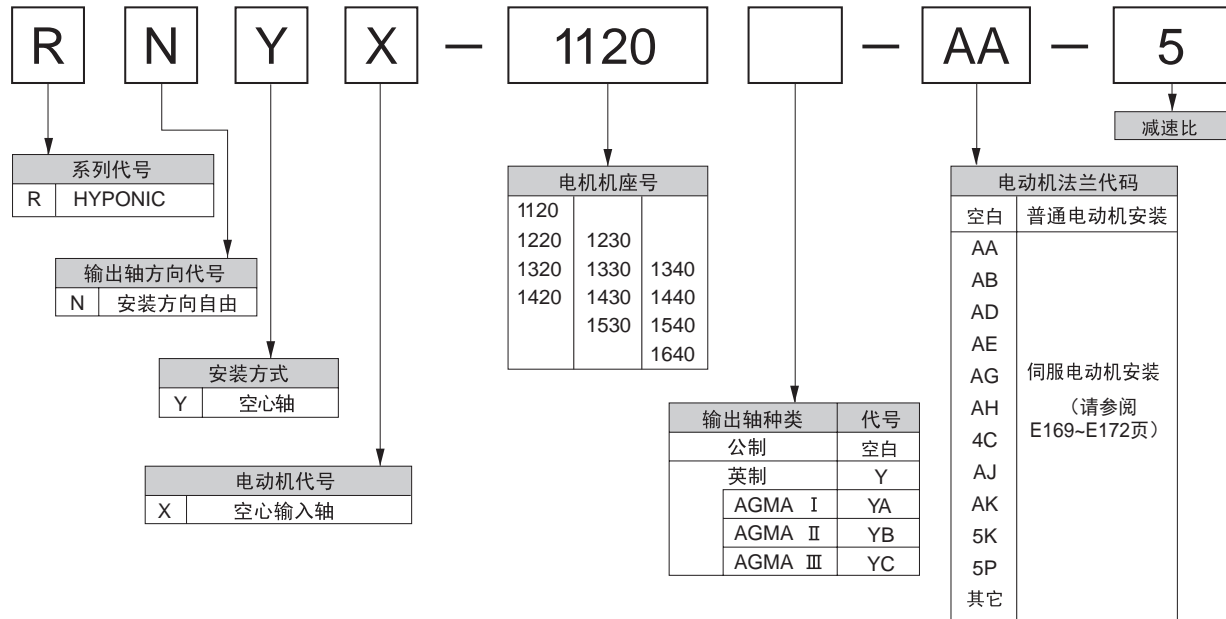 R N Y X - 1120 - AA - 5
减速比
系列代号
R HYPONIC
输出轴方向代号
N 安装方向自由
安装方式
Y 空心轴
电动机代号
X 空心输入轴
电机机座号
1120
1220 1230
1320 1330 1340
1420 1430 1440
1530 1540
1640
输出轴种类 代号
公制 空白
英制 Y
AGMA Ⅰ YA
AGMA Ⅱ YB
AGMA Ⅲ YC
电动机法兰代码
空白 普通电动机安装
AA
AB
AD
AE
AG
AH
4C
AJ
AK
5K
5P
其它
伺服电动机安装
（请参阅
E169~E172页）